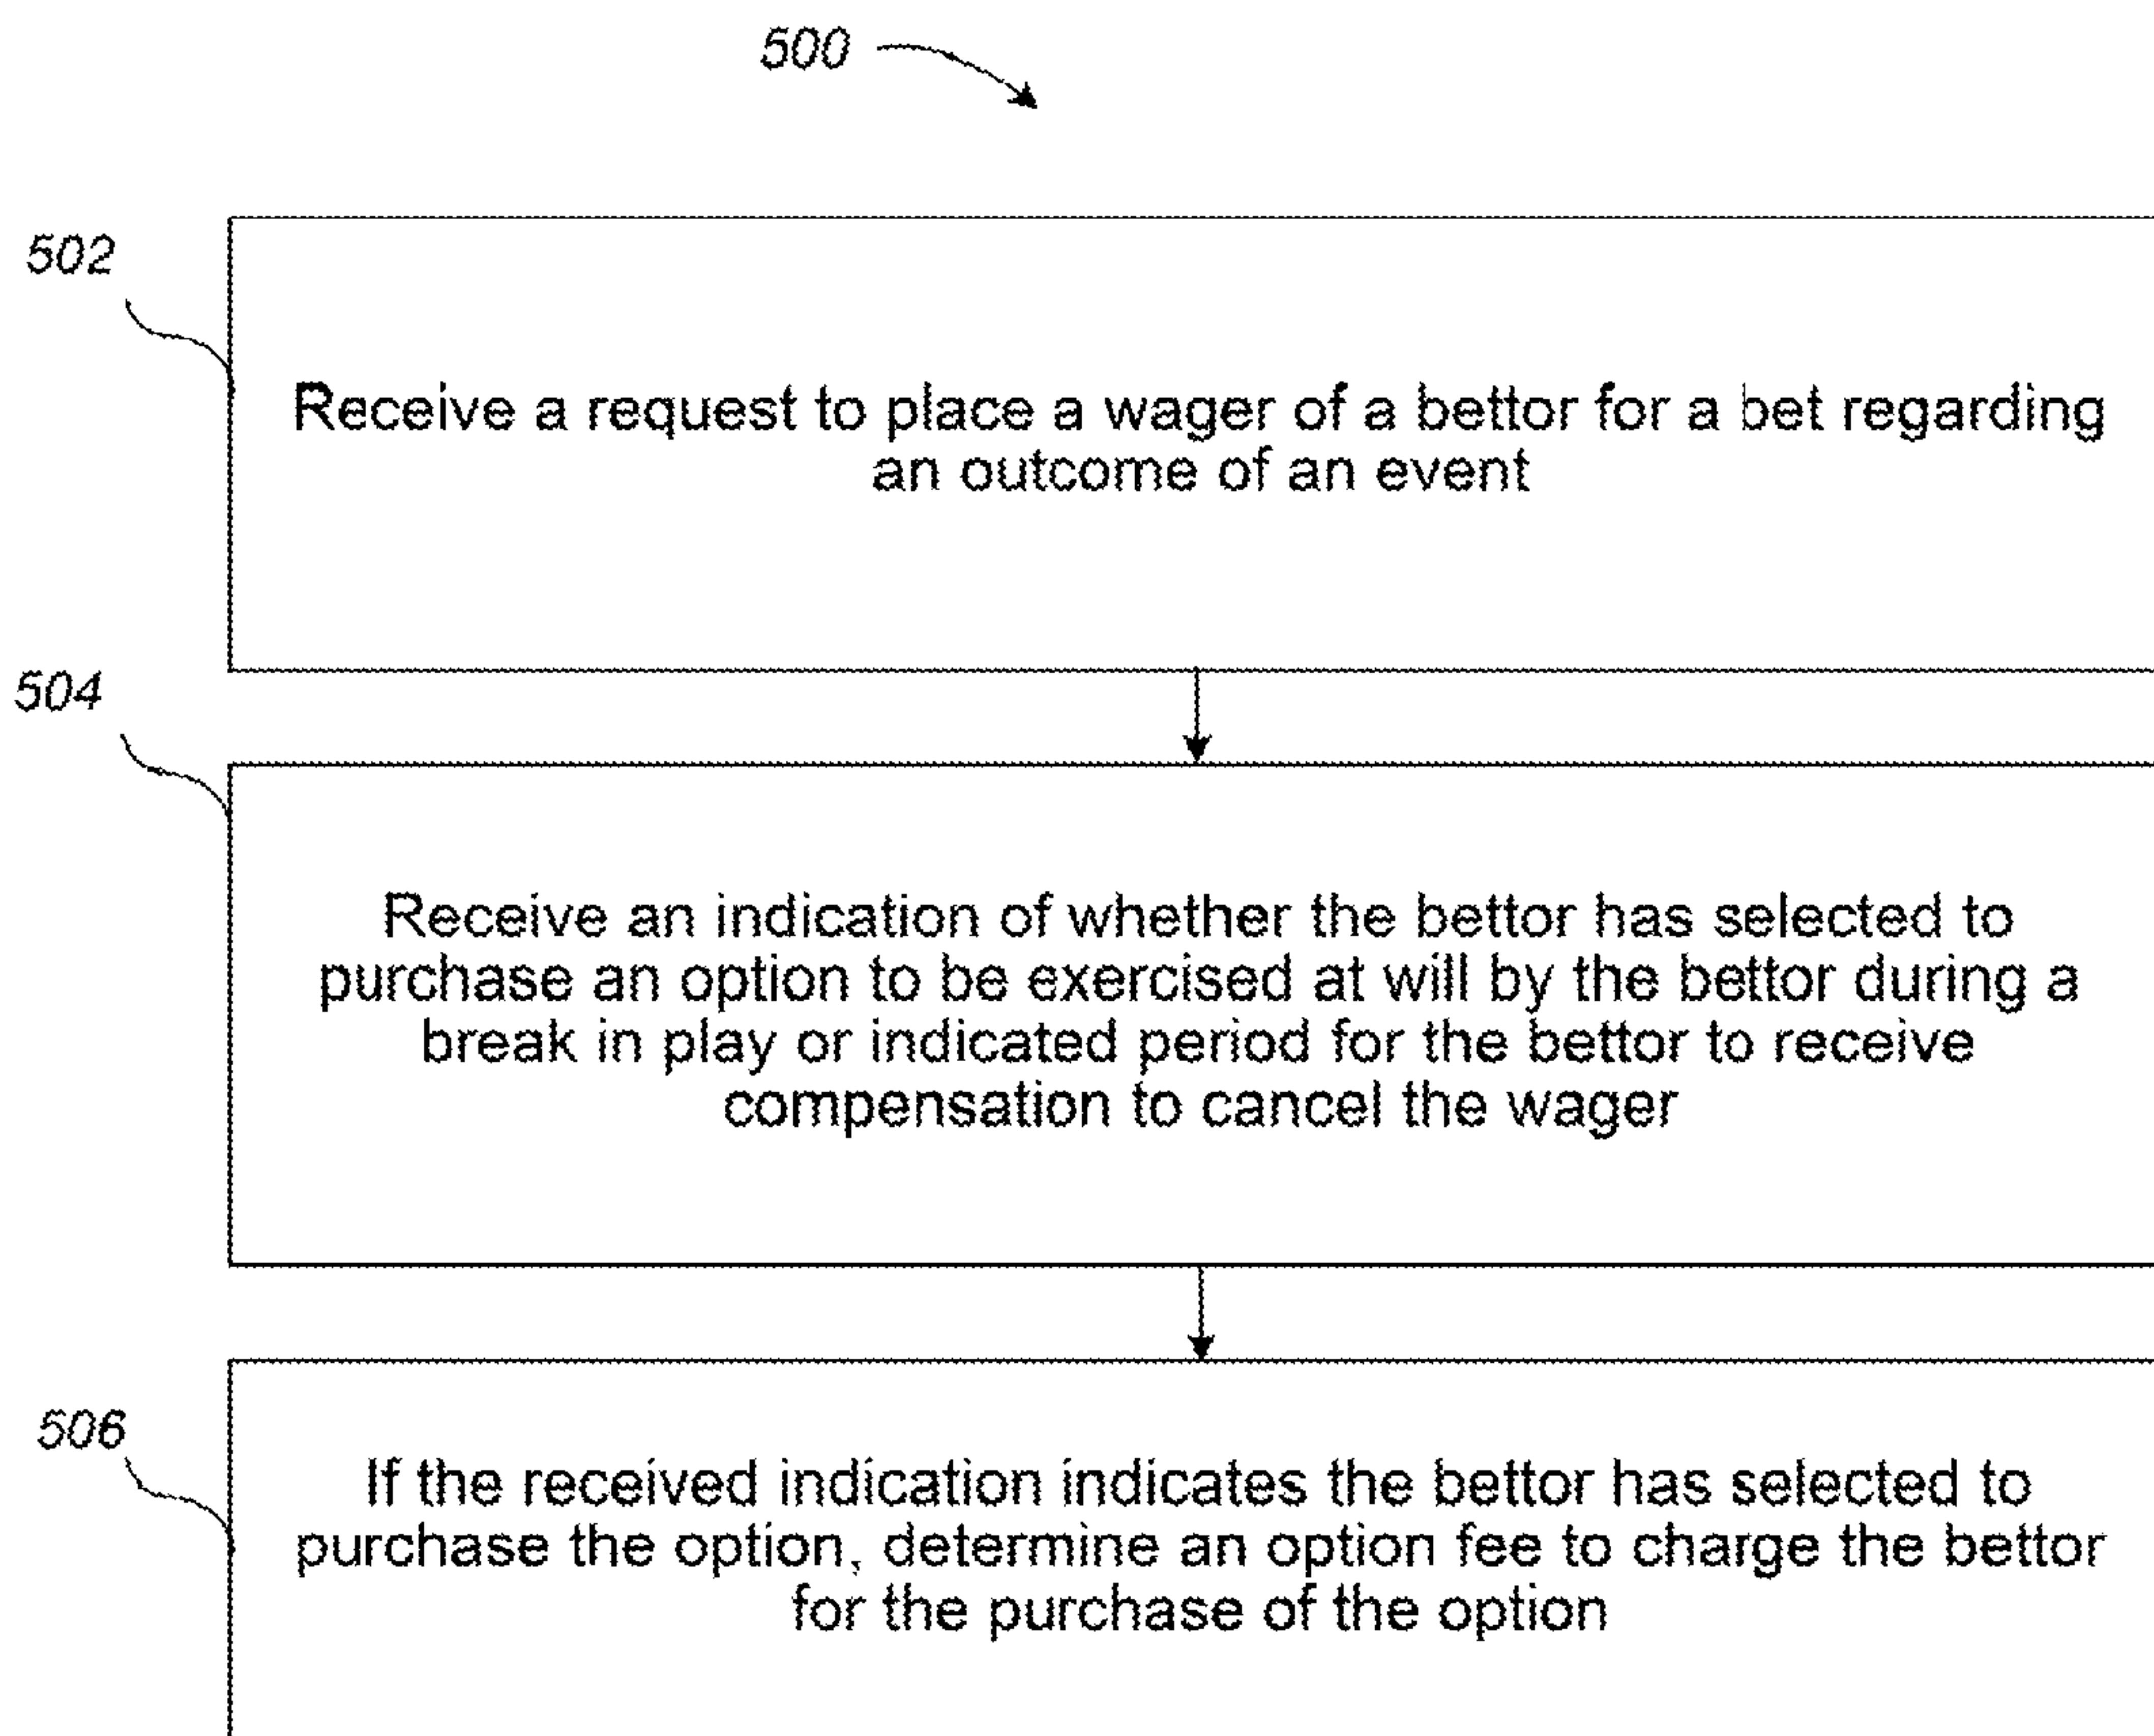 500
502
Receive a request to place a wager of a bettor for a bet regarding
an outcome of an event
504
Receive an indication of whether the bettor has selected to
purchase an option to be exercised at will by the bettor during a
break in play or indicated period for the bettor to receive
compensation to cancel the wager
506
If the received indication indicates the bettor has selected to
purchase the option, determine an option fee to charge the bettor
for the purchase of the option